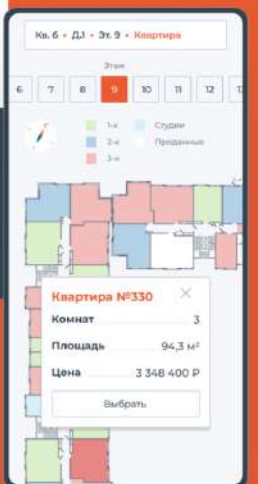 Кв. 6 • Д.1 • Эт. 9 • Квартира
Этаж
6 7 8 9 10 11 12
1-к Студии
2-к Проданные
3-к
Квартира №330
Комнат 3
Площадь 94,3 м²
Цена 3 348 400 Р
Выбрать